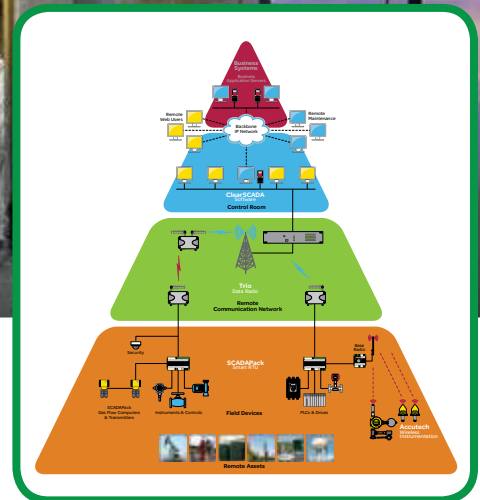 Business
Systems
Business
Application Servers
Remote
Web Users
Remote
Maintenance
Backbone
IP Network
ClearSCADA
Software
Control Room
Trio
Data Radio
Remote
Communication Network
Security
Base
Radio
SCADAPack
Smart RTU
SCADAPack
Gas Flow Computers
& Transmitters
Instruments & Controls
Field Devices
PLCs & Drives
Accutech
Wireless
Instrumentation
Remote Assets